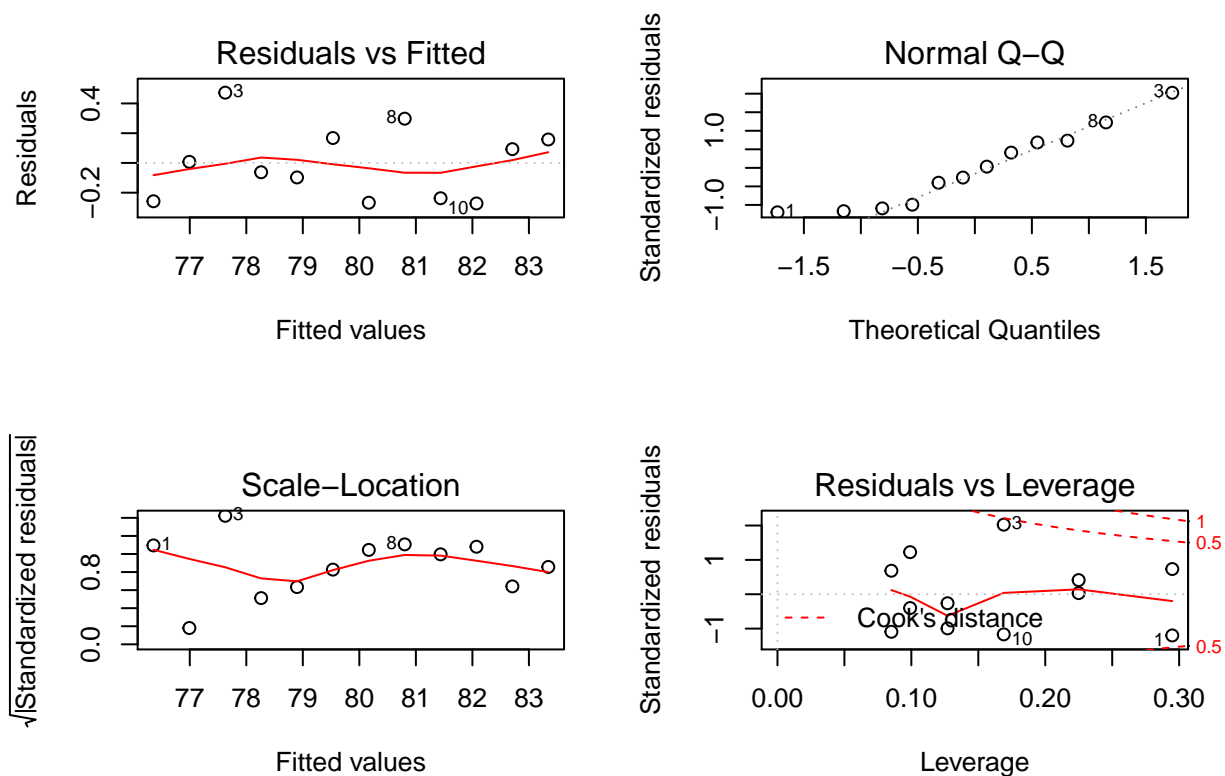 Residuals vs Fitted
Residuals
0.4
−0.2
3
8
10
77 78 79 80 81 82 83
Fitted values
Normal Q−Q
Standardized residuals
1.0
−1.0
3
8
1
−1.5 −0.5 0.5 1.5
Theoretical Quantiles
Scale−Location
√|Standardized residuals|
0.8
0.0
3
1
8
77 78 79 80 81 82 83
Fitted values
Residuals vs Leverage
Standardized residuals
1
−1
3
1
0.5
Cook's distance
10
1
0.5
0.00 0.10 0.20 0.30
Leverage